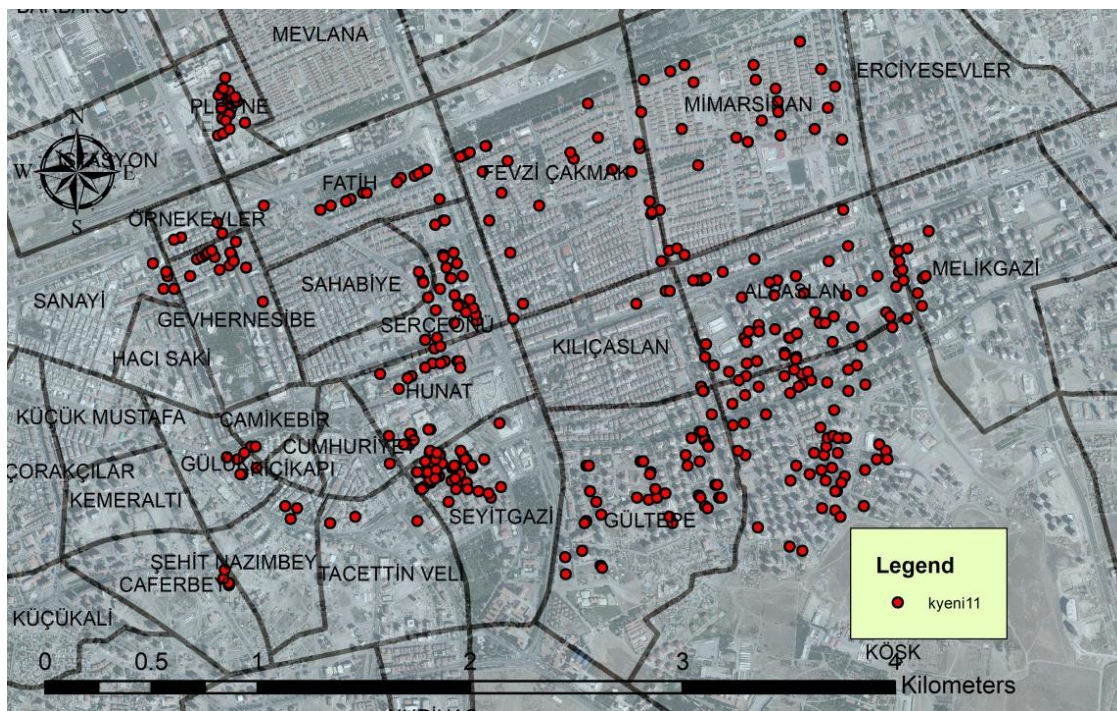 BARBAROS
MEVLANA
ERCİYESEVLER
MİMARSİNAN
PLEVNE
N
İSTASYON
W E
S
FATİH
FEVZİ ÇAKMAK
ÖRNEKEVLER
SAHABİYE
MELİKGAZİ
SANAYİ
ALPASLAN
GEVHERNESİBE
SERÇEÖNÜ
HACI SAKİ
KILIÇASLAN
HUNAT
KÜÇÜK MUSTAFA
CAMİKEBİR
CUMHURİYET
GÜLÜK
ÇORAKÇILAR
KEMERALTI
SEYİTGAZİ
GÜLTEPE
ŞEHİT NAZIMBEY
CAFERBEY
TACETTİN VELİ
KÜÇÜKALİ
Legend
kyeni11
KÖŞK
0 0.5 1 2 3 4
Kilometers